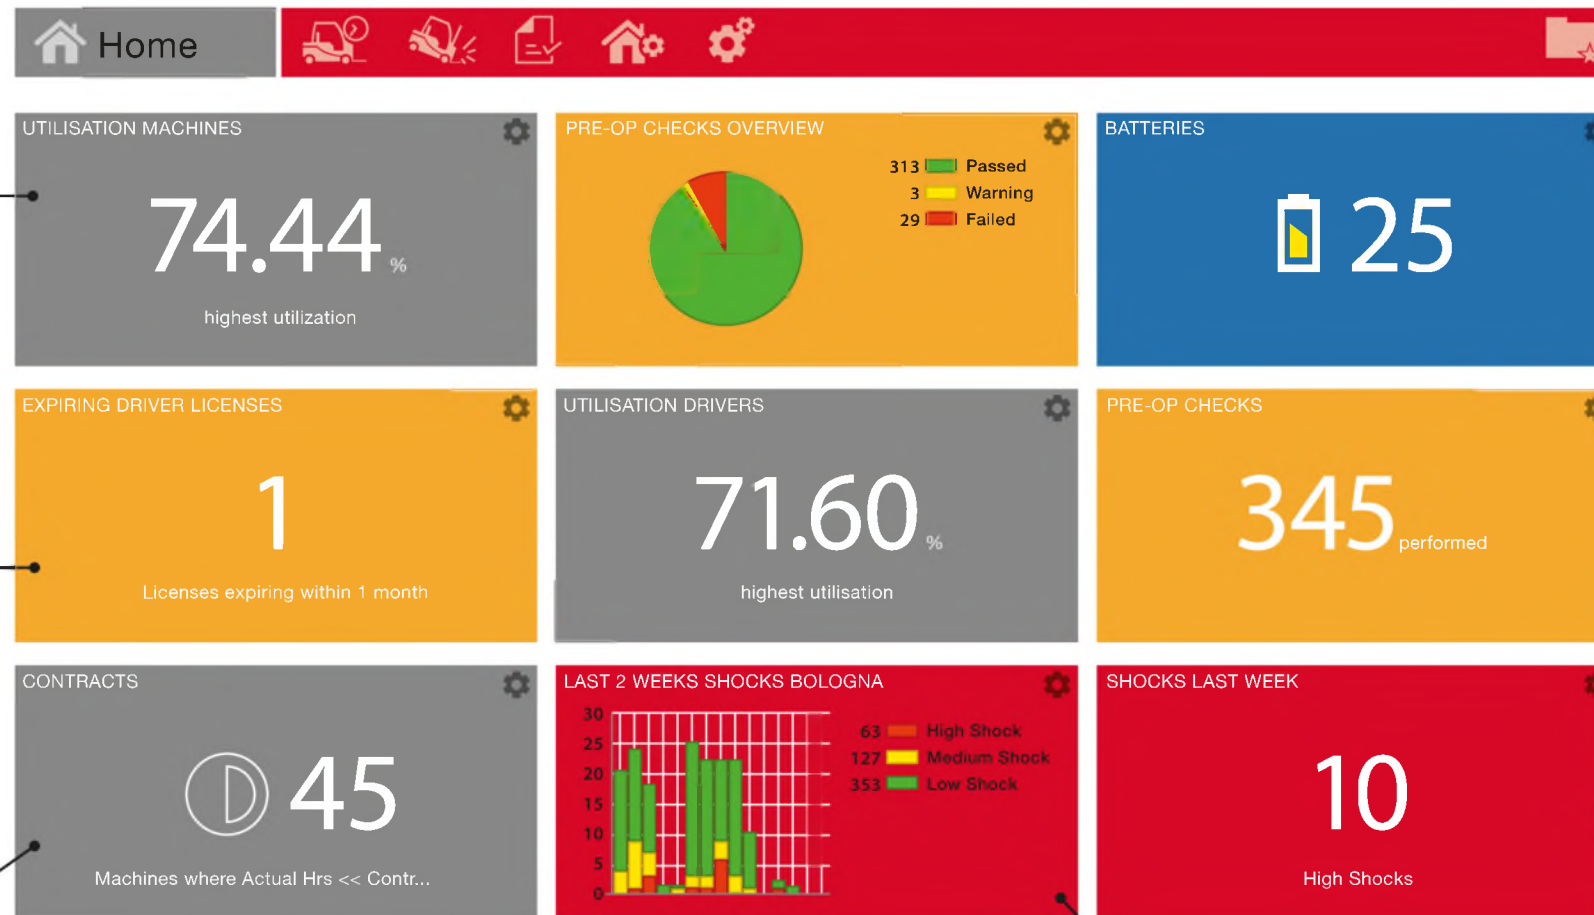 Home
UTILISATION MACHINES
74.44 %
highest utilization
PRE-OP CHECKS OVERVIEW
313 Passed
3 Warning
29 Failed
BATTERIES
25
EXPIRING DRIVER LICENSES
1
Licenses expiring within 1 month
UTILISATION DRIVERS
71.60 %
highest utilisation
PRE-OP CHECKS
345 performed
CONTRACTS
45
Machines where Actual Hrs << Contr...
LAST 2 WEEKS SHOCKS BOLOGNA
30
25
20
15
10
5
0
63 High Shock
127 Medium Shock
353 Low Shock
SHOCKS LAST WEEK
10
High Shocks